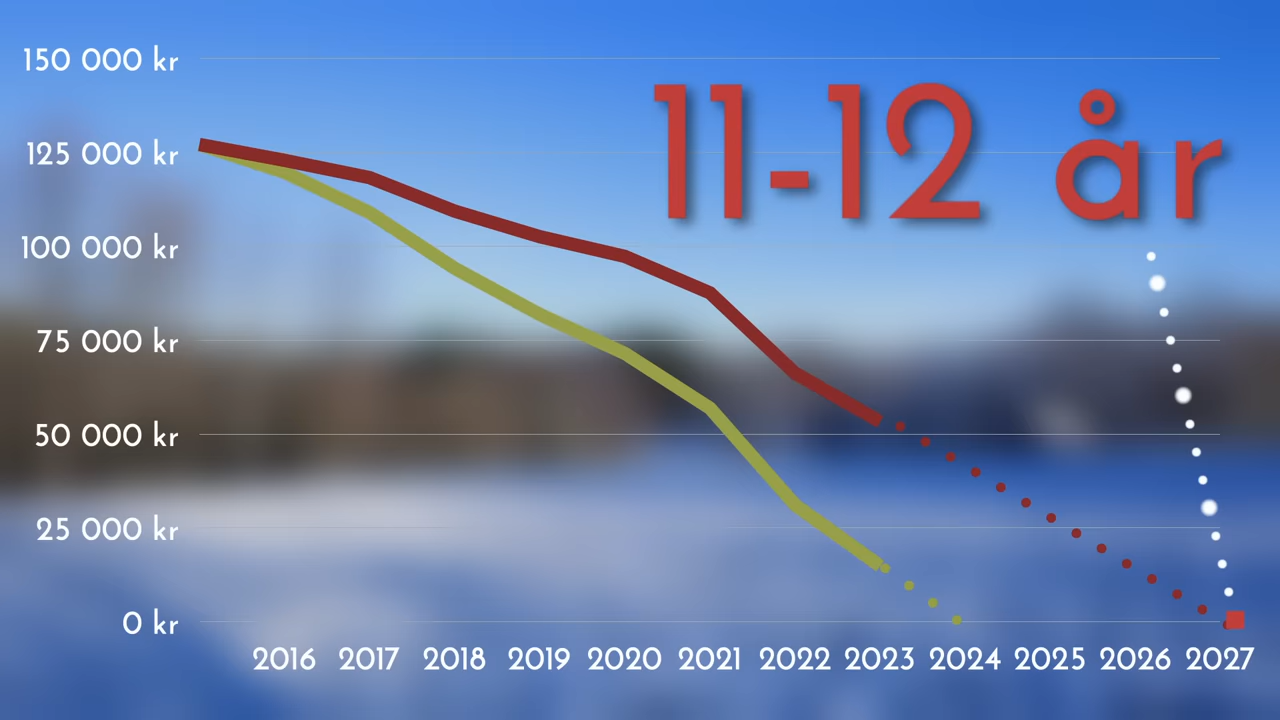 150 000 kr
11-12 år
125 000 kr
100 000 kr
75 000 kr
50 000 kr
25 000 kr
0 kr
2016 2017 2018 2019 2020 2021 2022 2023 2024 2025 2026 2027